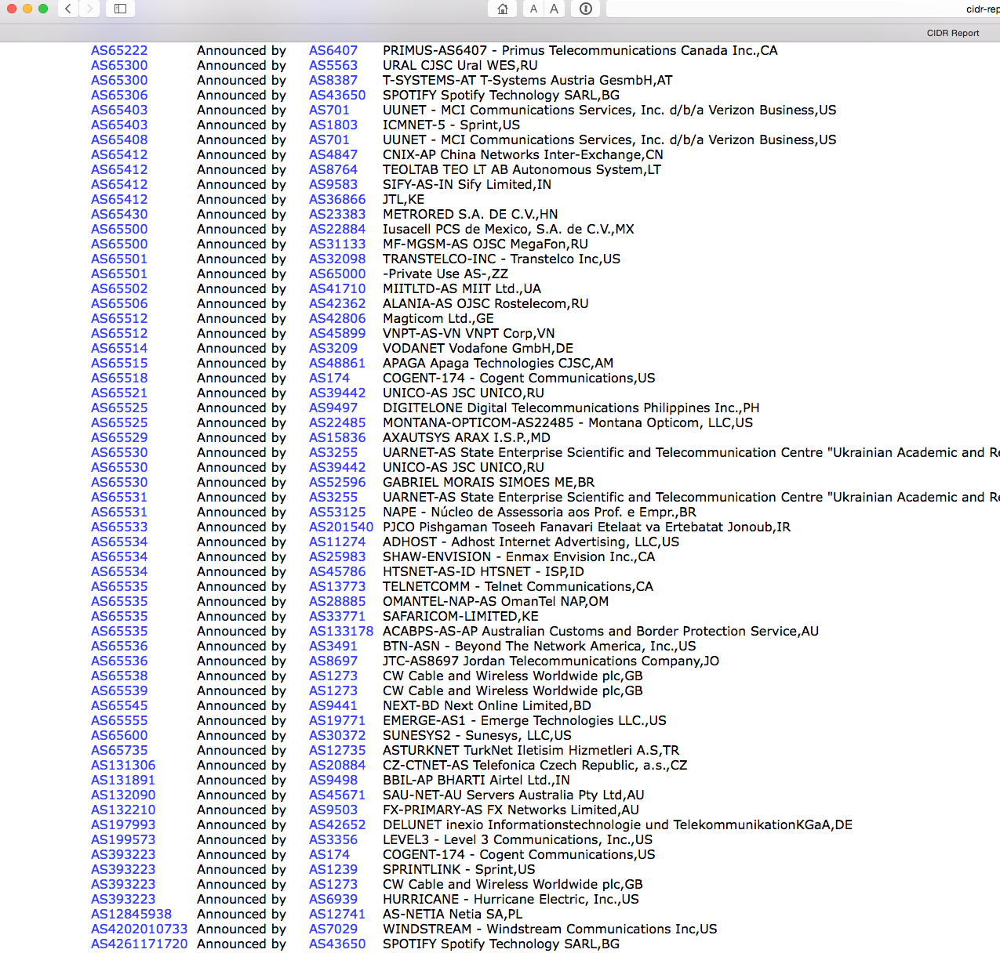 A A
cidr-rep
CIDR Report
AS65222 Announced by AS6407 PRIMUS-AS6407 - Primus Telecommunications Canada Inc.,CA
AS65300 Announced by AS5563 URAL CJSC Ural WES,RU
AS65300 Announced by AS8387 T-SYSTEMS-AT T-Systems Austria GesmbH,AT
AS65306 Announced by AS43650 SPOTIFY Spotify Technology SARL,BG
AS65403 Announced by AS701 UUNET - MCI Communications Services, Inc. d/b/a Verizon Business,US
AS65403 Announced by AS1803 ICMNET-5 - Sprint,US
AS65408 Announced by AS701 UUNET - MCI Communications Services, Inc. d/b/a Verizon Business,US
AS65412 Announced by AS4847 CNIX-AP China Networks Inter-Exchange,CN
AS65412 Announced by AS8764 TEOLTAB TEO LT AB Autonomous System,LT
AS65412 Announced by AS9583 SIFY-AS-IN Sify Limited,IN
AS65412 Announced by AS36866 JTL,KE
AS65430 Announced by AS23383 METRORED S.A. DE C.V.,HN
AS65500 Announced by AS22884 Iusacell PCS de Mexico, S.A. de C.V.,MX
AS65500 Announced by AS31133 MF-MGSM-AS OJSC MegaFon,RU
AS65501 Announced by AS32098 TRANSTELCO-INC - Transtelco Inc,US
AS65501 Announced by AS65000 -Private Use AS-,ZZ
AS65502 Announced by AS41710 MIITLTD-AS MIIT Ltd.,UA
AS65506 Announced by AS42362 ALANIA-AS OJSC Rostelecom,RU
AS65512 Announced by AS42806 Magticom Ltd.,GE
AS65512 Announced by AS45899 VNPT-AS-VN VNPT Corp,VN
AS65514 Announced by AS3209 VODANET Vodafone GmbH,DE
AS65515 Announced by AS48861 APAGA Apaga Technologies CJSC,AM
AS65518 Announced by AS174 COGENT-174 - Cogent Communications,US
AS65521 Announced by AS39442 UNICO-AS JSC UNICO,RU
AS65525 Announced by AS9497 DIGITELONE Digital Telecommunications Philippines Inc.,PH
AS65525 Announced by AS22485 MONTANA-OPTICOM-AS22485 - Montana Opticom, LLC,US
AS65529 Announced by AS15836 AXAUTSYS ARAX I.S.P.,MD
AS65530 Announced by AS3255 UARNET-AS State Enterprise Scientific and Telecommunication Centre "Ukrainian Academic and Re
AS65530 Announced by AS39442 UNICO-AS JSC UNICO,RU
AS65530 Announced by AS52596 GABRIEL MORAIS SIMOES ME,BR
AS65531 Announced by AS3255 UARNET-AS State Enterprise Scientific and Telecommunication Centre "Ukrainian Academic and Re
AS65531 Announced by AS53125 NAPE - Núcleo de Assessoria aos Prof. e Empr.,BR
AS65533 Announced by AS201540 PJCO Pishgaman Toseeh Fanavari Etelaat va Ertebatat Jonoub,IR
AS65534 Announced by AS11274 ADHOST - Adhost Internet Advertising, LLC,US
AS65534 Announced by AS25983 SHAW-ENVISION - Enmax Envision Inc.,CA
AS65534 Announced by AS45786 HTSNET-AS-ID HTSNET - ISP,ID
AS65535 Announced by AS13773 TELNETCOMM - Telnet Communications,CA
AS65535 Announced by AS28885 OMANTEL-NAP-AS OmanTel NAP,OM
AS65535 Announced by AS33771 SAFARICOM-LIMITED,KE
AS65535 Announced by AS133178 ACABPS-AS-AP Australian Customs and Border Protection Service,AU
AS65536 Announced by AS3491 BTN-ASN - Beyond The Network America, Inc.,US
AS65536 Announced by AS8697 JTC-AS8697 Jordan Telecommunications Company,JO
AS65538 Announced by AS1273 CW Cable and Wireless Worldwide plc,GB
AS65539 Announced by AS1273 CW Cable and Wireless Worldwide plc,GB
AS65545 Announced by AS9441 NEXT-BD Next Online Limited,BD
AS65555 Announced by AS19771 EMERGE-AS1 - Emerge Technologies LLC.,US
AS65600 Announced by AS30372 SUNESYS2 - Sunesys, LLC,US
AS65735 Announced by AS12735 ASTURKNET TurkNet Iletisim Hizmetleri A.S,TR
AS131306 Announced by AS20884 CZ-CTNET-AS Telefonica Czech Republic, a.s.,CZ
AS131891 Announced by AS9498 BBIL-AP BHARTI Airtel Ltd.,IN
AS132090 Announced by AS45671 SAU-NET-AU Servers Australia Pty Ltd,AU
AS132210 Announced by AS9503 FX-PRIMARY-AS FX Networks Limited,AU
AS197993 Announced by AS42652 DELUNET inexio Informationstechnologie und TelekommunikationKGaA,DE
AS199573 Announced by AS3356 LEVEL3 - Level 3 Communications, Inc.,US
AS393223 Announced by AS174 COGENT-174 - Cogent Communications,US
AS393223 Announced by AS1239 SPRINTLINK - Sprint,US
AS393223 Announced by AS1273 CW Cable and Wireless Worldwide plc,GB
AS393223 Announced by AS6939 HURRICANE - Hurricane Electric, Inc.,US
AS12845938 Announced by AS12741 AS-NETIA Netia SA,PL
AS4202010733 Announced by AS7029 WINDSTREAM - Windstream Communications Inc,US
AS4261171720 Announced by AS43650 SPOTIFY Spotify Technology SARL,BG